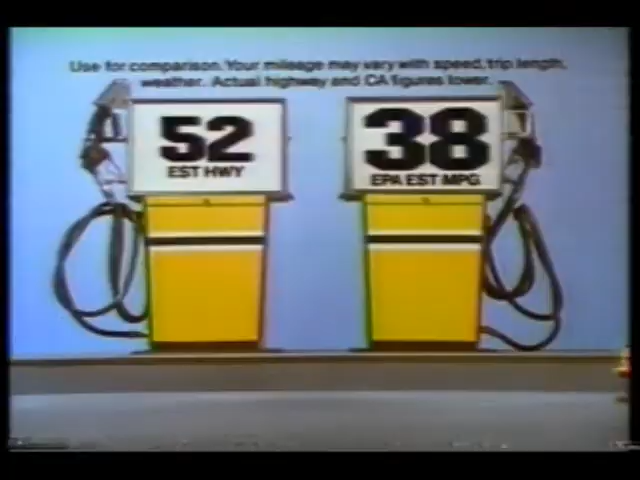 Use for comparison. Your mileage may vary with speed, trip length,
weather. Actual highway and CA figures lower.
52
EST HWY
38
EPA EST MPG